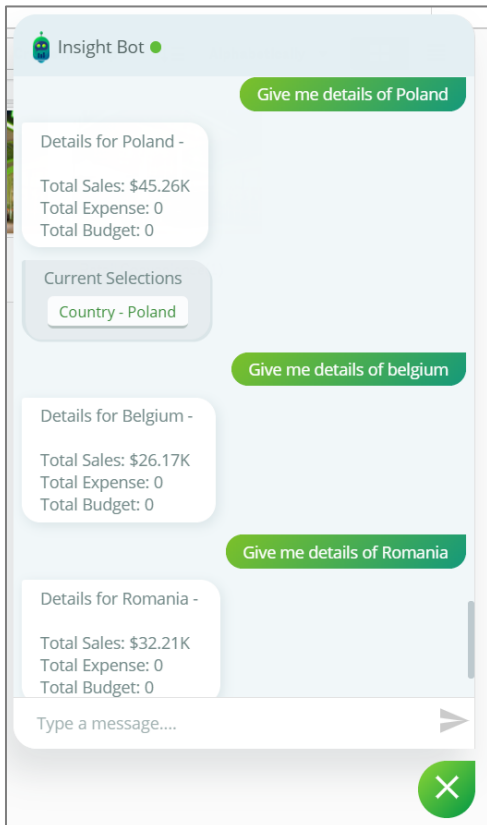 Insight Bot
Give me details of Poland
Details for Poland -
Total Sales: $45.26K
Total Expense: 0
Total Budget: 0
Current Selections
Country - Poland
Give me details of belgium
Details for Belgium -
Total Sales: $26.17K
Total Expense: 0
Total Budget: 0
Give me details of Romania
Details for Romania -
Total Sales: $32.21K
Total Expense: 0
Total Budget: 0
Type a message....